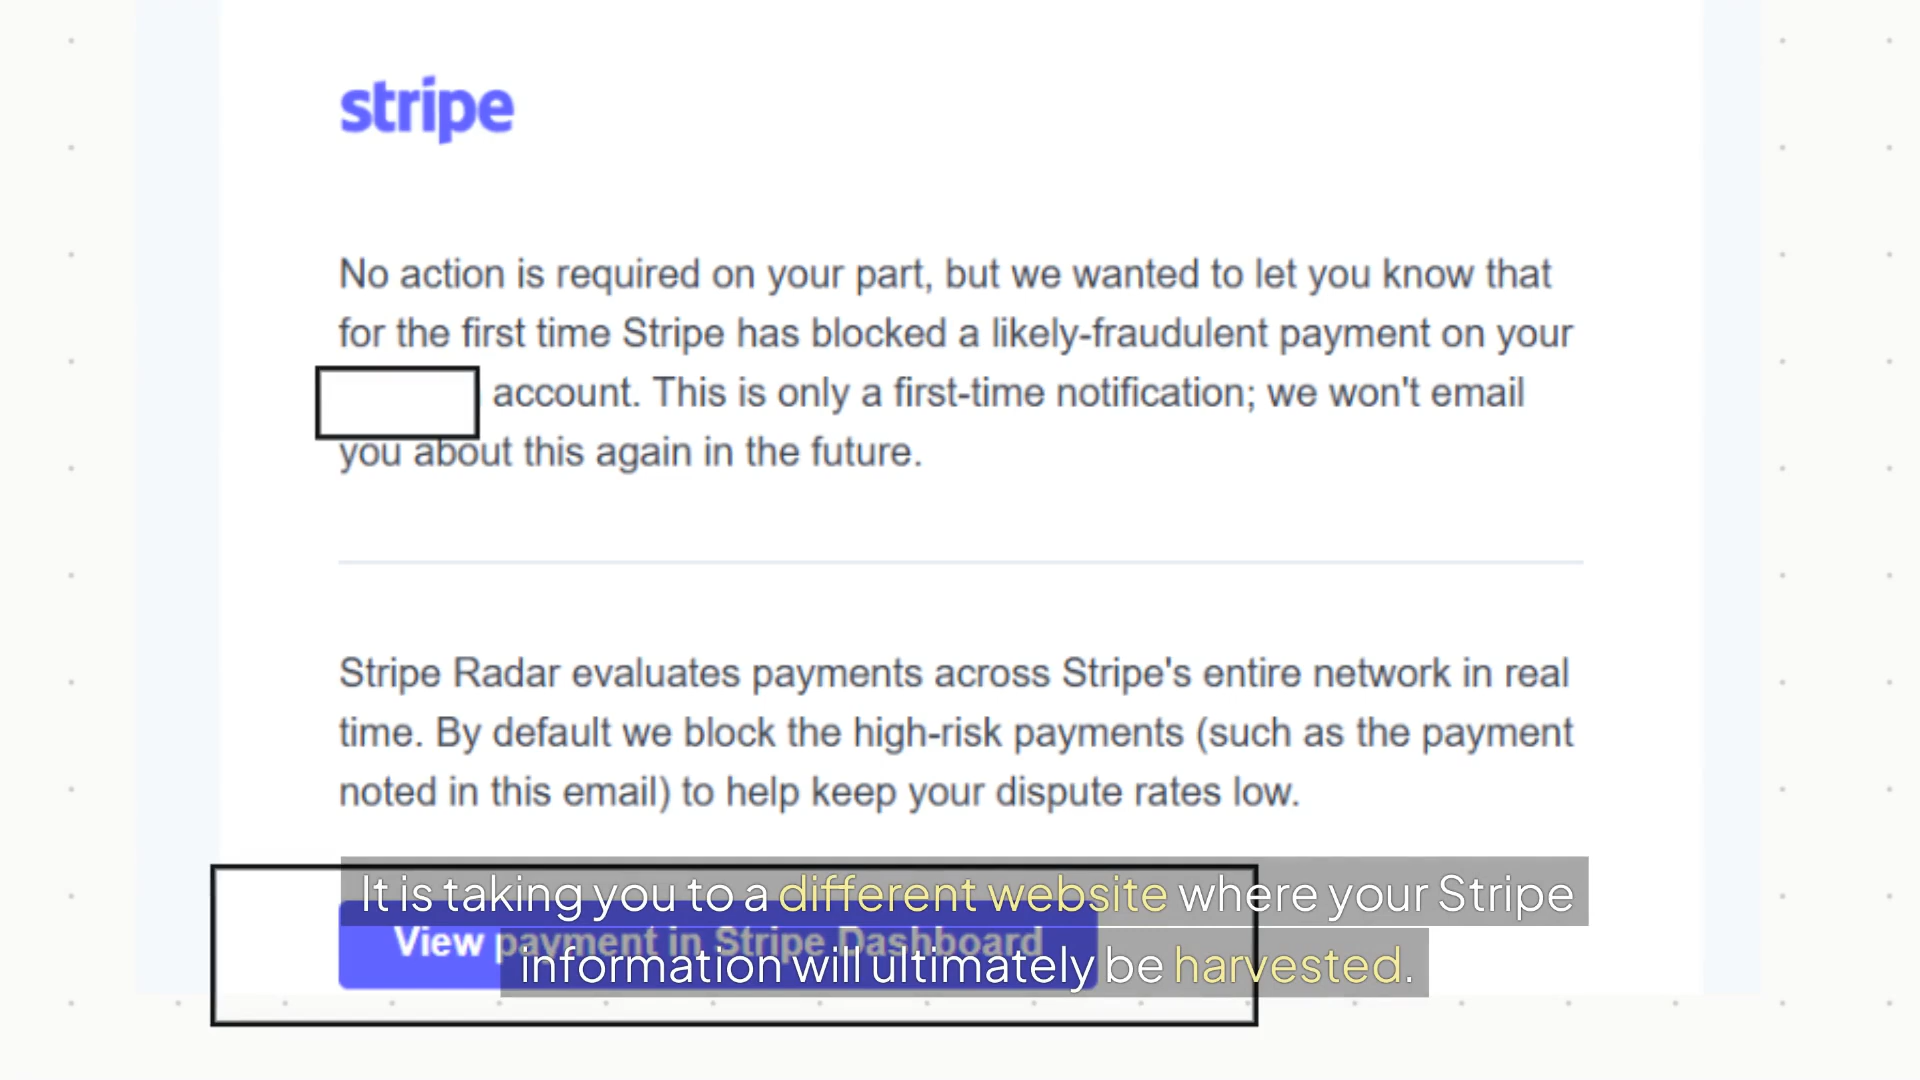 stripe
No action is required on your part, but we wanted to let you know that
for the first time Stripe has blocked a likely-fraudulent payment on your
account. This is only a first-time notification; we won't email
you about this again in the future.
Stripe Radar evaluates payments across Stripe's entire network in real
time. By default we block the high-risk payments (such as the payment
noted in this email) to help keep your dispute rates low.
It is taking you to a different website where your Stripe
View payment in Stripe Dashboard
information will ultimately be harvested.